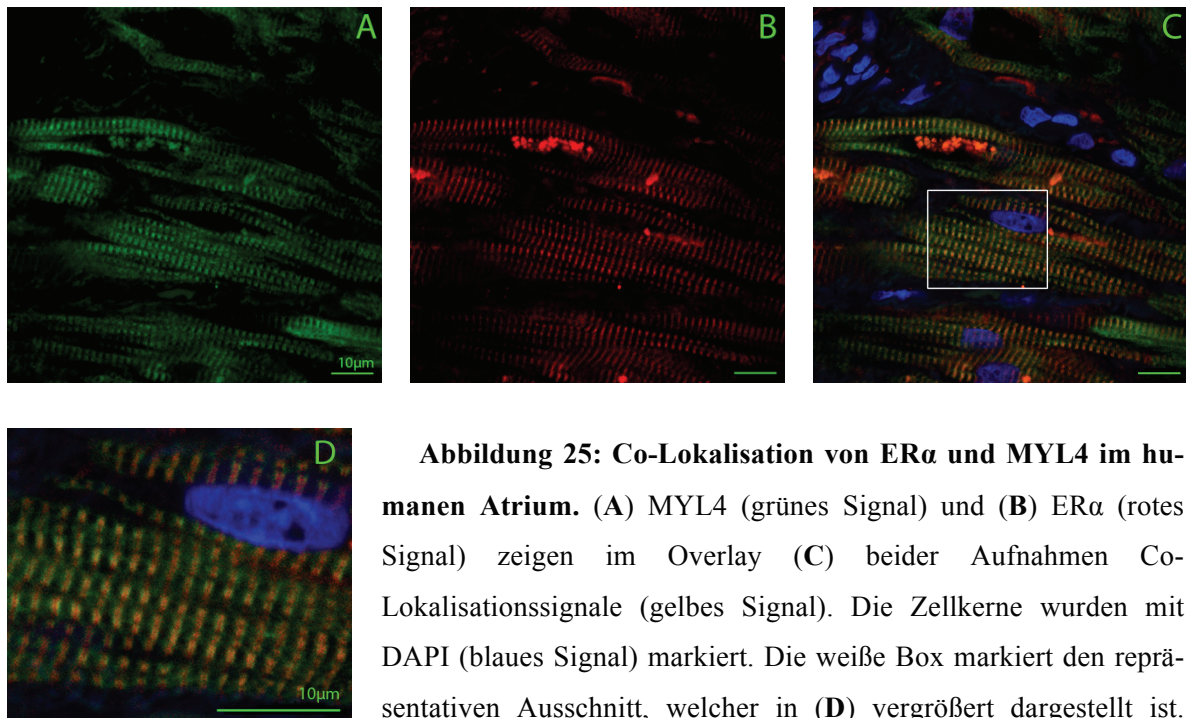 A
B
C
10µm
D
10µm
Abbildung 25: Co-Lokalisation von ERα und MYL4 im hu-
manen Atrium. (A) MYL4 (grünes Signal) und (B) ERα (rotes
Signal) zeigen im Overlay (C) beider Aufnahmen Co-
Lokalisationssignale (gelbes Signal). Die Zellkerne wurden mit
DAPI (blaues Signal) markiert. Die weiße Box markiert den reprä-
sentativen Ausschnitt, welcher in (D) vergrößert dargestellt ist.